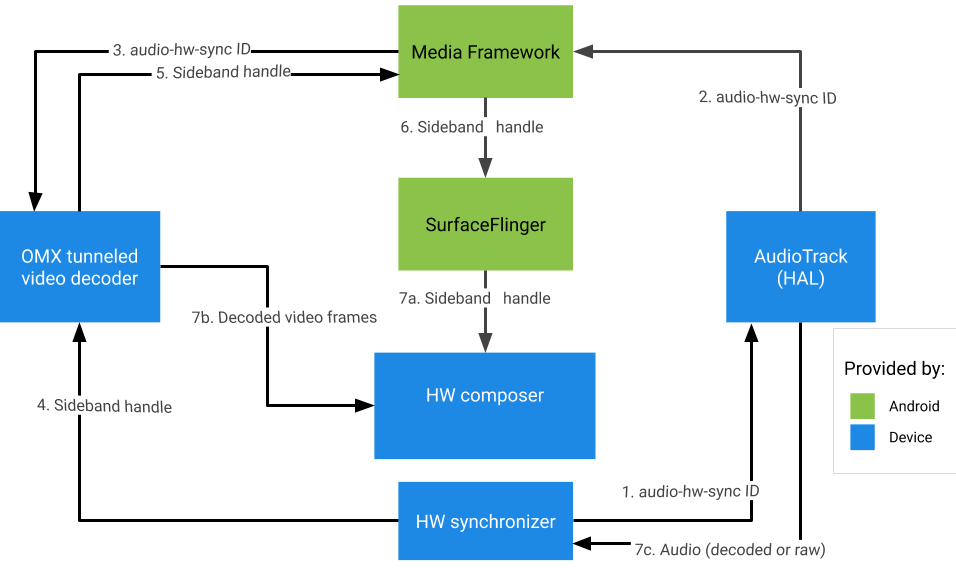 Media Framework
3. audio-hw-sync ID
5. Sideband handle
2. audio-hw-sync ID
6. Sideband handle
SurfaceFlinger
OMX tunneled
video decoder
AudioTrack
(HAL)
7a. Sideband handle
7b. Decoded video frames
HW composer
4. Sideband handle
Provided by:
Android
Device
1. audio-hw-sync ID
HW synchronizer
7c. Audio (decoded or raw)